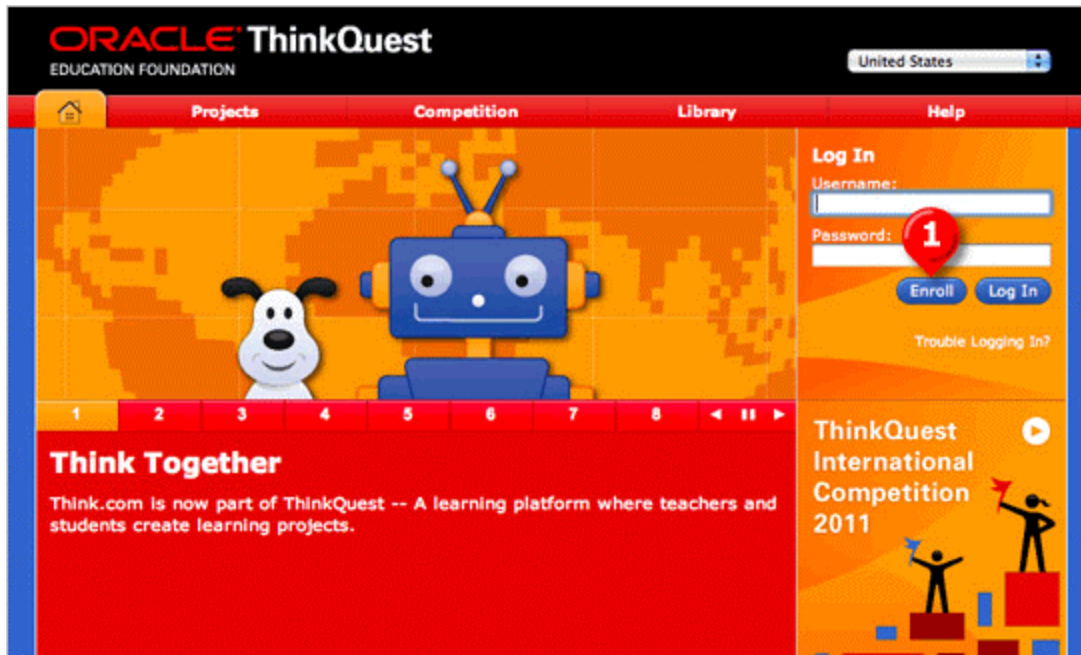 ORACLE ThinkQuest
EDUCATION FOUNDATION
United States
Projects
Competition
Library
Help
Log In
Username:
Password:
1
Enroll
Log In
Trouble Logging In?
1 2 3 4 5 6 7 8
Think Together
Think.com is now part of ThinkQuest -- A learning platform where teachers and
students create learning projects.
ThinkQuest
International
Competition
2011